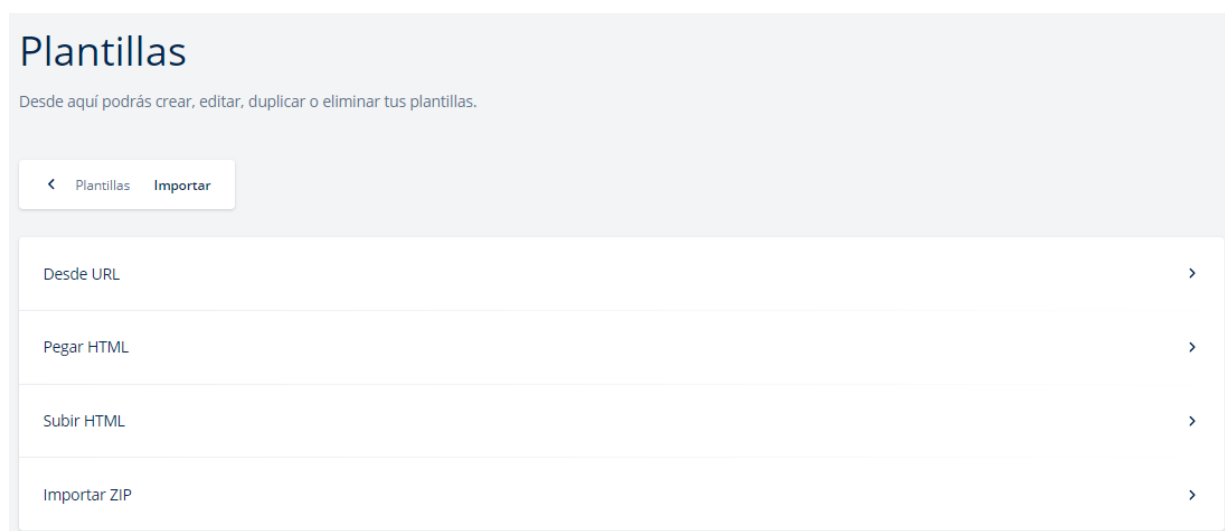 Plantillas
Desde aquí podrás crear, editar, duplicar o eliminar tus plantillas.
Plantillas Importar
Desde URL
Pegar HTML
Subir HTML
Importar ZIP